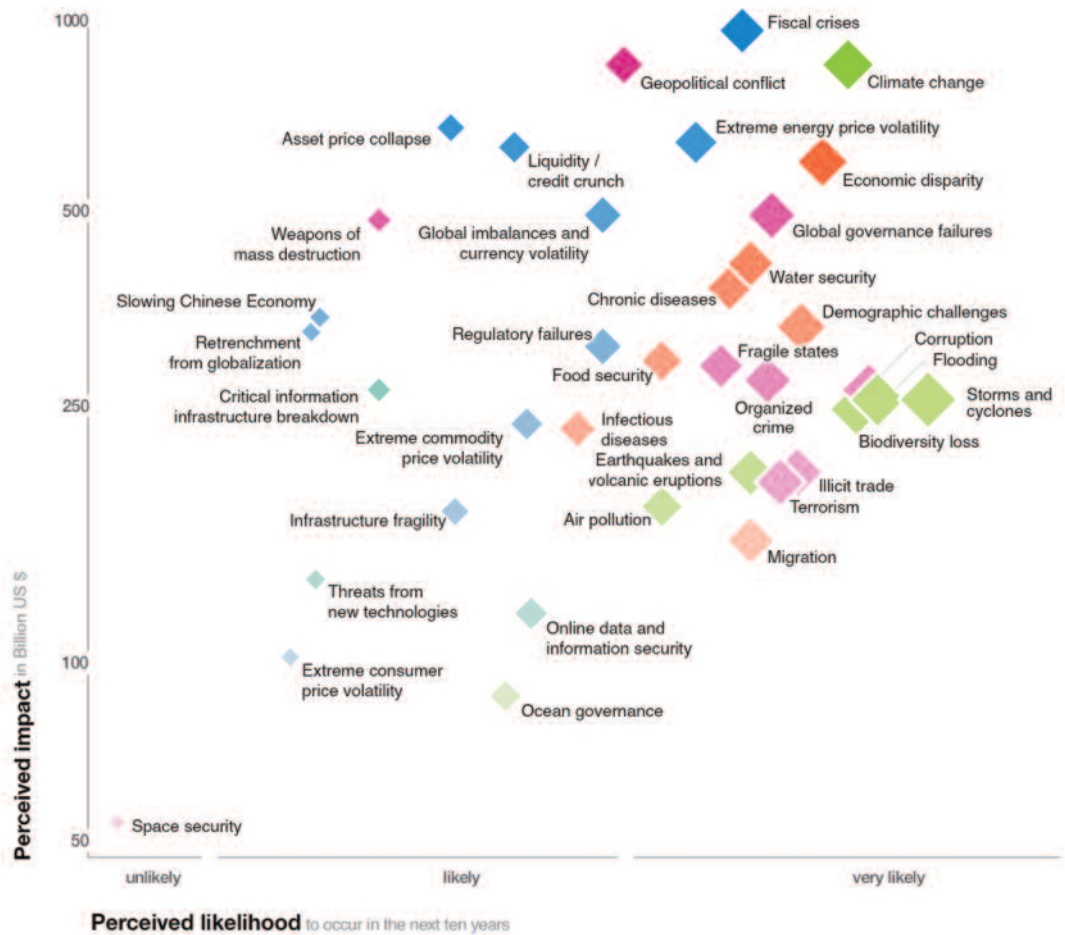 1000
Fiscal crises
Geopolitical conflict
Climate change
Asset price collapse
Extreme energy price volatility
Liquidity /
credit crunch
Economic disparity
500
Weapons of
mass destruction
Global imbalances and
currency volatility
Global governance failures
Water security
Chronic diseases
Slowing Chinese Economy
Demographic challenges
Retrenchment
from globalization
Regulatory failures
Corruption
Fragile states
Flooding
Food security
Critical information
infrastructure breakdown
250
Organized
crime
Storms and
cyclones
Extreme commodity
price volatility
Infectious
diseases
Biodiversity loss
Earthquakes and
volcanic eruptions
Illicit trade
Terrorism
Infrastructure fragility
Air pollution
Migration
Threats from
new technologies
Online data and
information security
100
Extreme consumer
price volatility
Ocean governance
Space security
50
Perceived impact in Billion US $
unlikely
likely
very likely
Perceived likelihood to occur in the next ten years